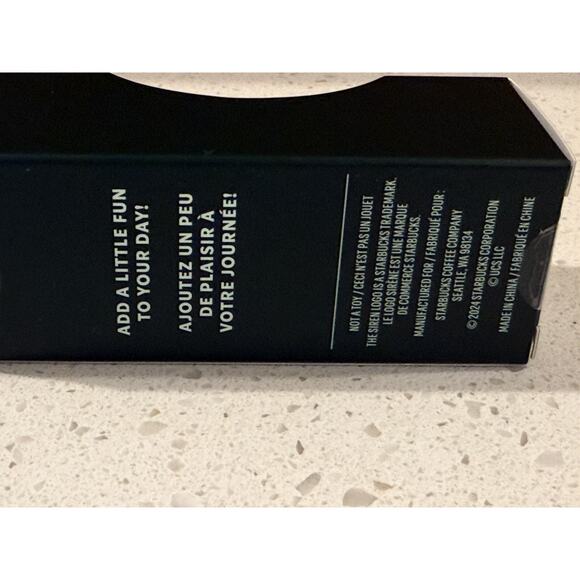 ADD A LITTLE FUN
TO YOUR DAY!
AJOUTEZ UN PEU
DE PLAISIR À
VOTRE JOURNÉE!
NOT A TOY / CECI N'EST PAS UN JOUET
THE SIREN LOGO IS A STARBUCKS TRADEMARK.
LE LOGO SIRÈNE EST UNE MARQUE
DE COMMERCE STARBUCKS.
MANUFACTURED FOR / FABRIQUÉ POUR :
STARBUCKS COFFEE COMPANY
SEATTLE, WA 98134
© 2024 STARBUCKS CORPORATION
© UCS LLC
MADE IN CHINA / FABRIQUÉ EN CHINE